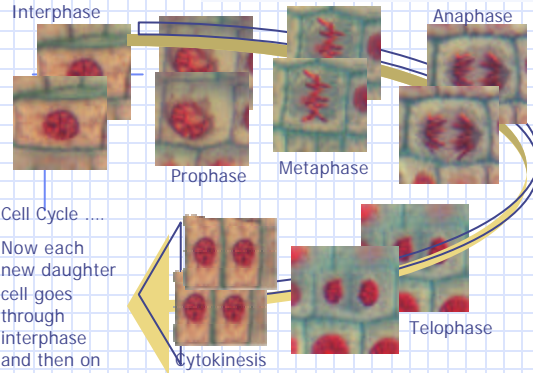 Interphase
Anaphase
Prophase
Metaphase
Cell Cycle ....
Now each
new daughter
cell goes
through
interphase
and then on
Cytokinesis
Telophase